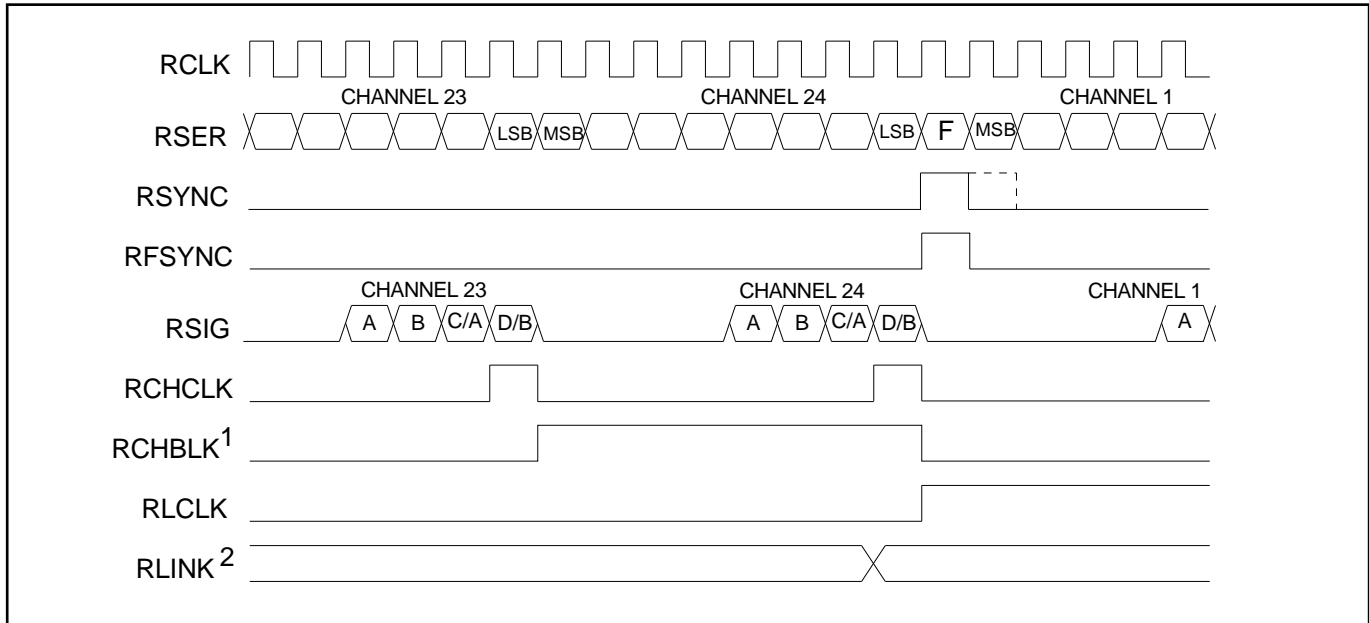 RCLK
CHANNEL 23 CHANNEL 24 CHANNEL 1
RSER LSB MSB LSB F MSB
RSYNC
RFSYNC
CHANNEL 23 CHANNEL 24 CHANNEL 1
RSIG A B C/A D/B A B C/A D/B A
RCHCLK
RCHBLK1
RLCLK
RLINK2